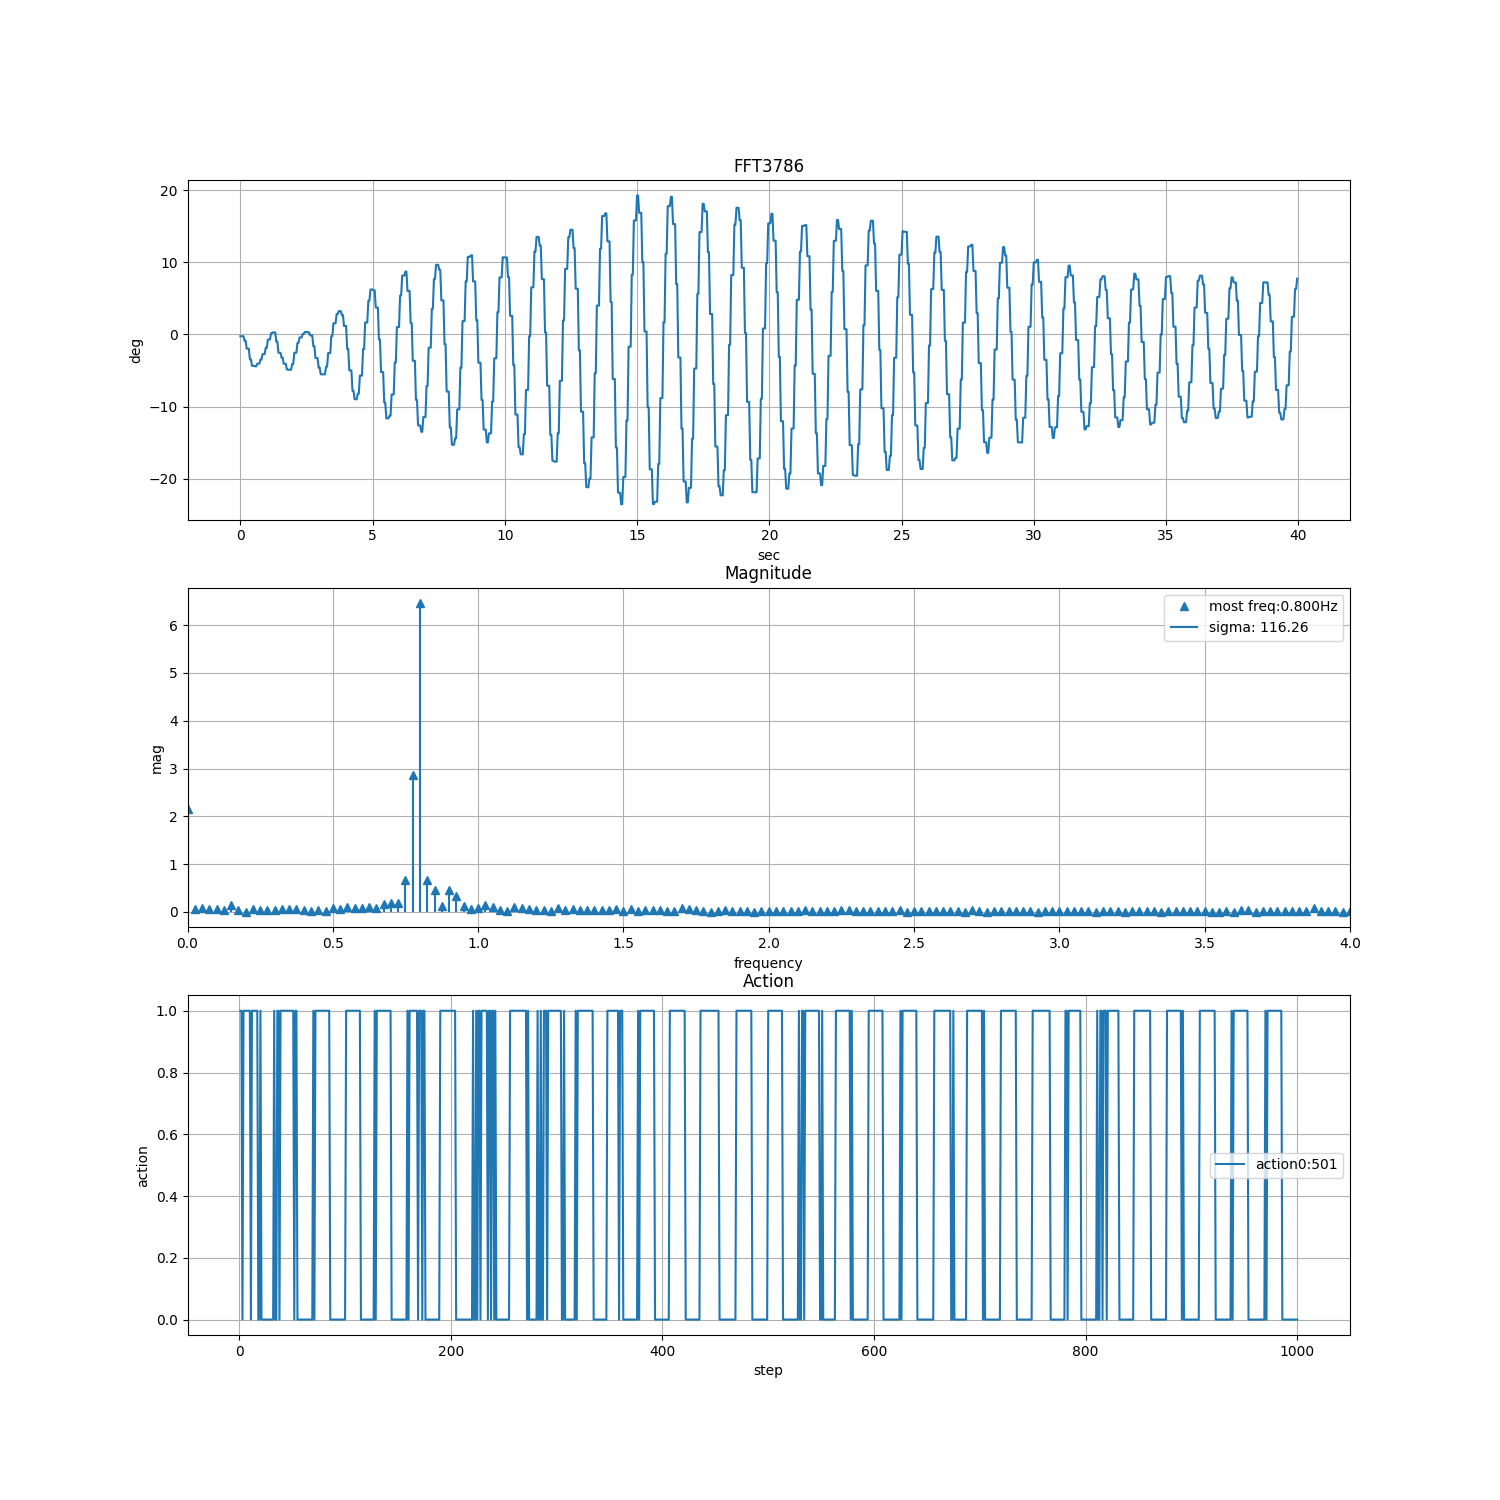 FFT3786
20
10
0
−10
−20
deg
0 5 10 15 20 25 30 35 40
sec
Magnitude
most freq:0.800Hz
sigma: 116.26
6
5
4
3
2
1
0
mag
0.0 0.5 1.0 1.5 2.0 2.5 3.0 3.5 4.0
frequency
Action
1.0
0.8
0.6
0.4
0.2
0.0
action
action0:501
0 200 400 600 800 1000
step